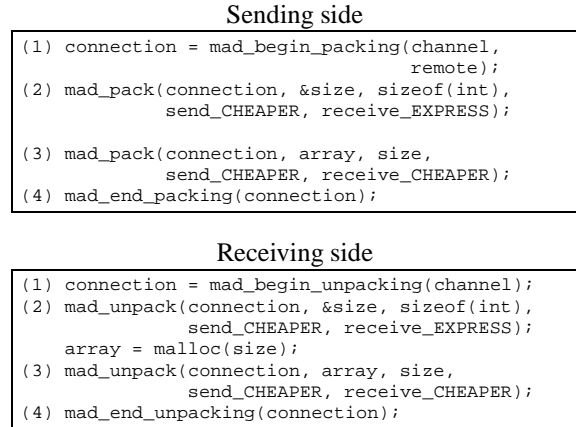 Sending side
(1) connection = mad_begin_packing(channel,
remote);
(2) mad_pack(connection, &size, sizeof(int),
send_CHEAPER, receive_EXPRESS);
(3) mad_pack(connection, array, size,
send_CHEAPER, receive_CHEAPER);
(4) mad_end_packing(connection);
Receiving side
(1) connection = mad_begin_unpacking(channel);
(2) mad_unpack(connection, &size, sizeof(int),
send_CHEAPER, receive_EXPRESS);
array = malloc(size);
(3) mad_unpack(connection, array, size,
send_CHEAPER, receive_CHEAPER);
(4) mad_end_unpacking(connection);